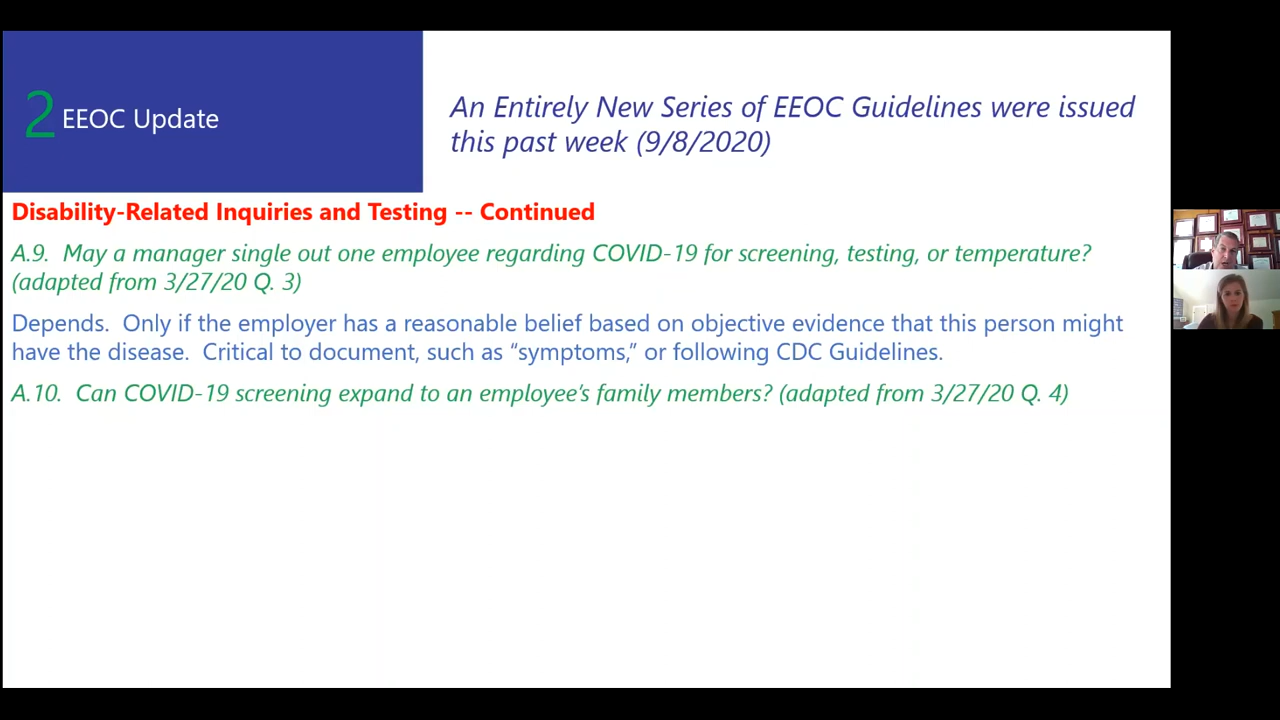 2 EEOC Update
An Entirely New Series of EEOC Guidelines were issued
this past week (9/8/2020)
Disability-Related Inquiries and Testing -- Continued
A.9. May a manager single out one employee regarding COVID-19 for screening, testing, or temperature?
(adapted from 3/27/20 Q. 3)
Depends. Only if the employer has a reasonable belief based on objective evidence that this person might
have the disease. Critical to document, such as “symptoms,” or following CDC Guidelines.
A.10. Can COVID-19 screening expand to an employee’s family members? (adapted from 3/27/20 Q. 4)